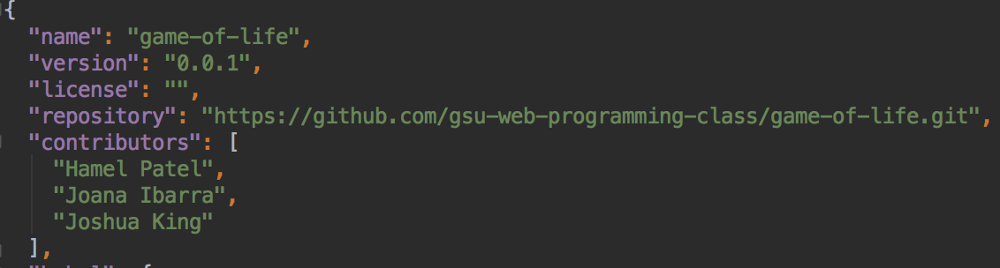 {
"name": "game-of-life",
"version": "0.0.1",
"license": "",
"repository": "https://github.com/gsu-web-programming-class/game-of-life.git",
"contributors": [
"Hamel Patel",
"Joana Ibarra",
"Joshua King"
],